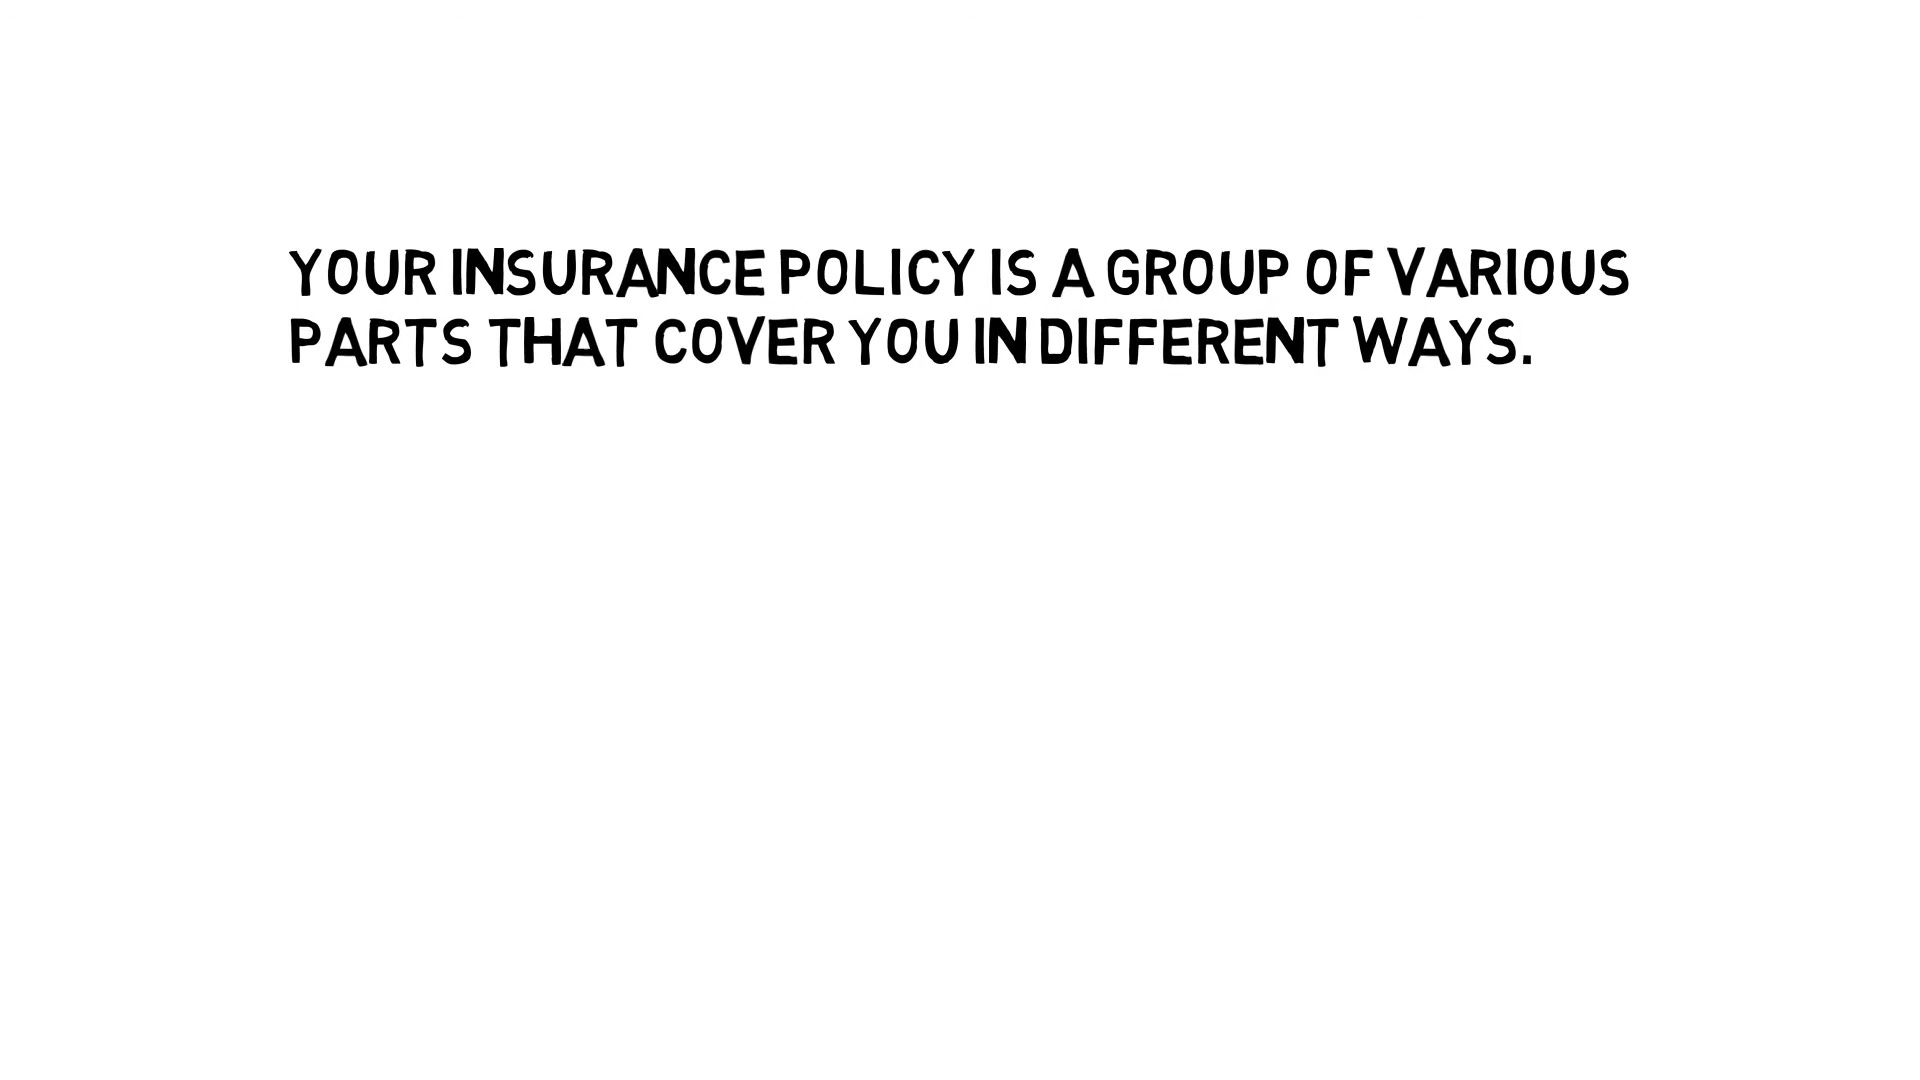 YOUR INSURANCE POLICY IS A GROUP OF VARIOUS
PARTS THAT COVER YOU IN DIFFERENT WAYS.